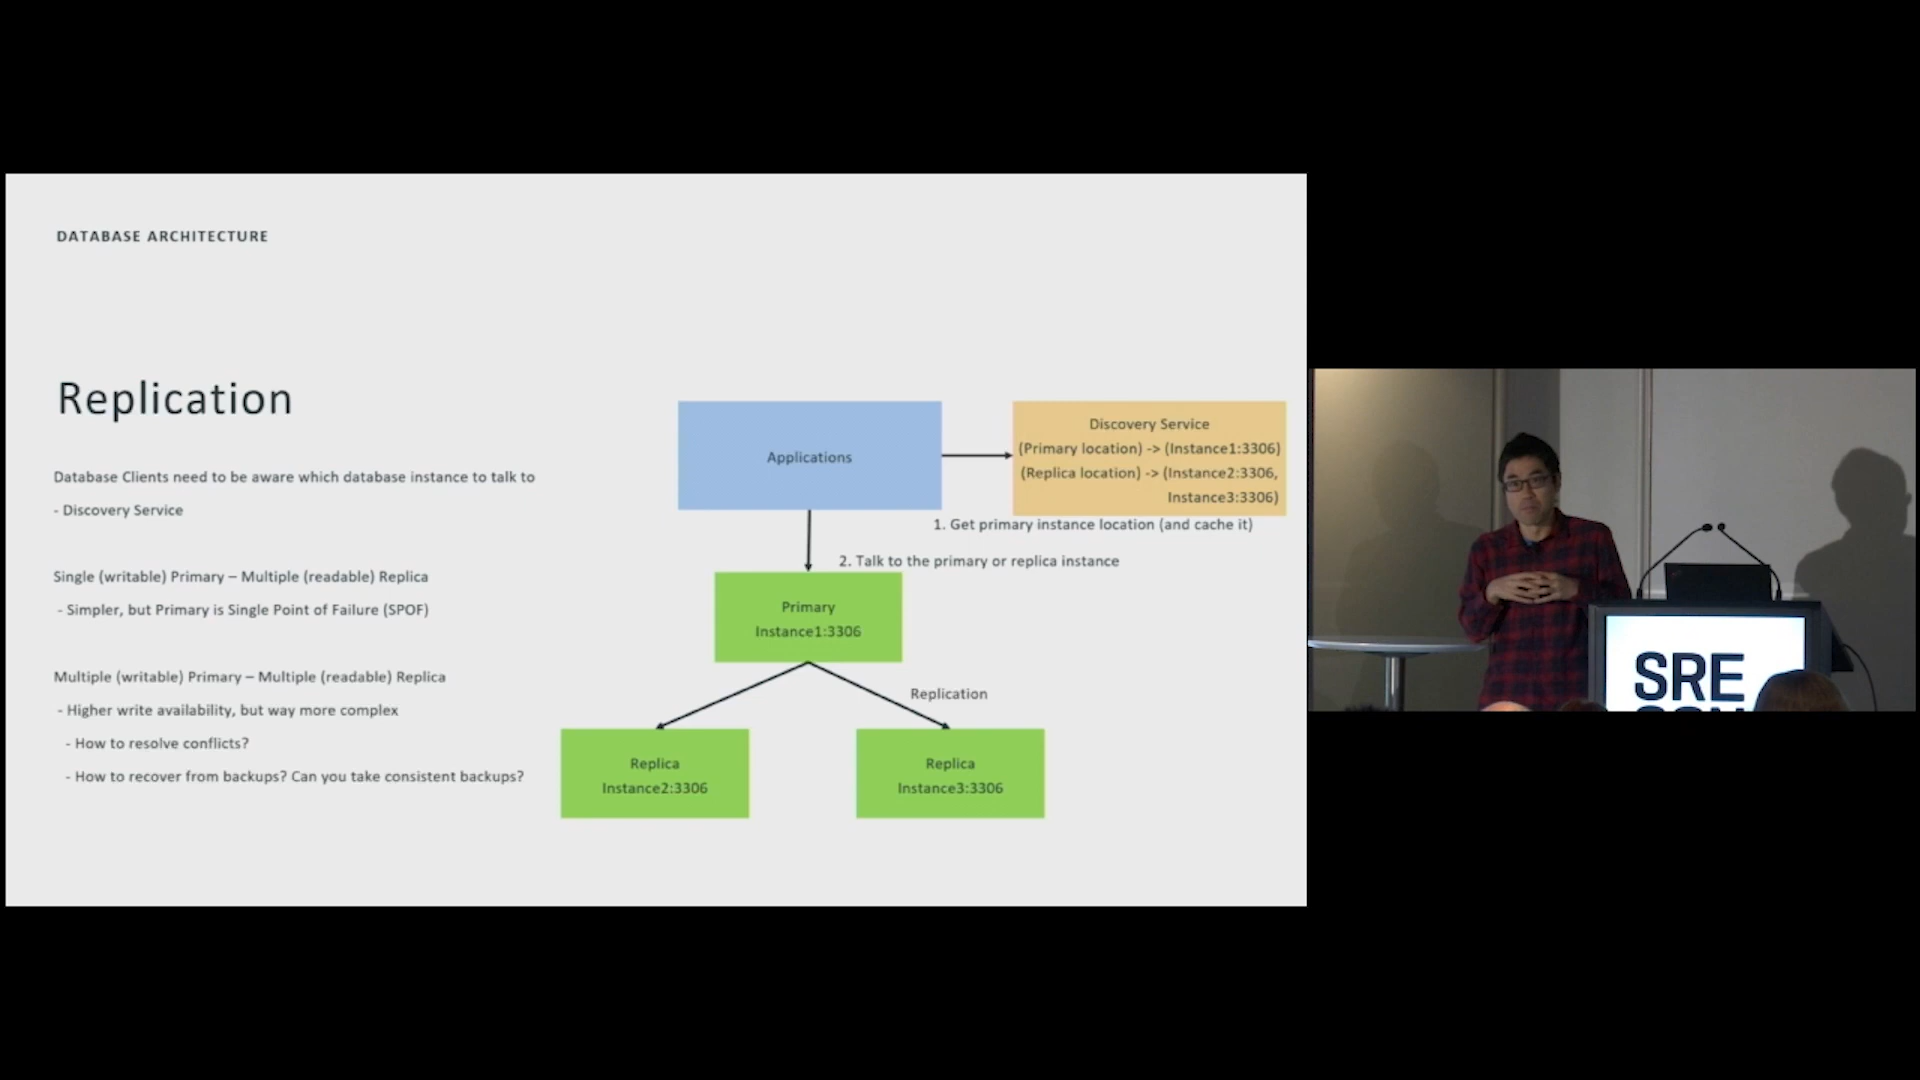 DATABASE ARCHITECTURE
Replication
Database Clients need to be aware which database instance to talk to
- Discovery Service
Single (writable) Primary – Multiple (readable) Replica
- Simpler, but Primary is Single Point of Failure (SPOF)
Multiple (writable) Primary – Multiple (readable) Replica
- Higher write availability, but way more complex
- How to resolve conflicts?
- How to recover from backups? Can you take consistent backups?
Applications
Discovery Service
(Primary location) -> (Instance1:3306)
(Replica location) -> (Instance2:3306,
Instance3:3306)
1. Get primary instance location (and cache it)
2. Talk to the primary or replica instance
Primary
Instance1:3306
Replication
Replica
Instance2:3306
Replica
Instance3:3306
SRE